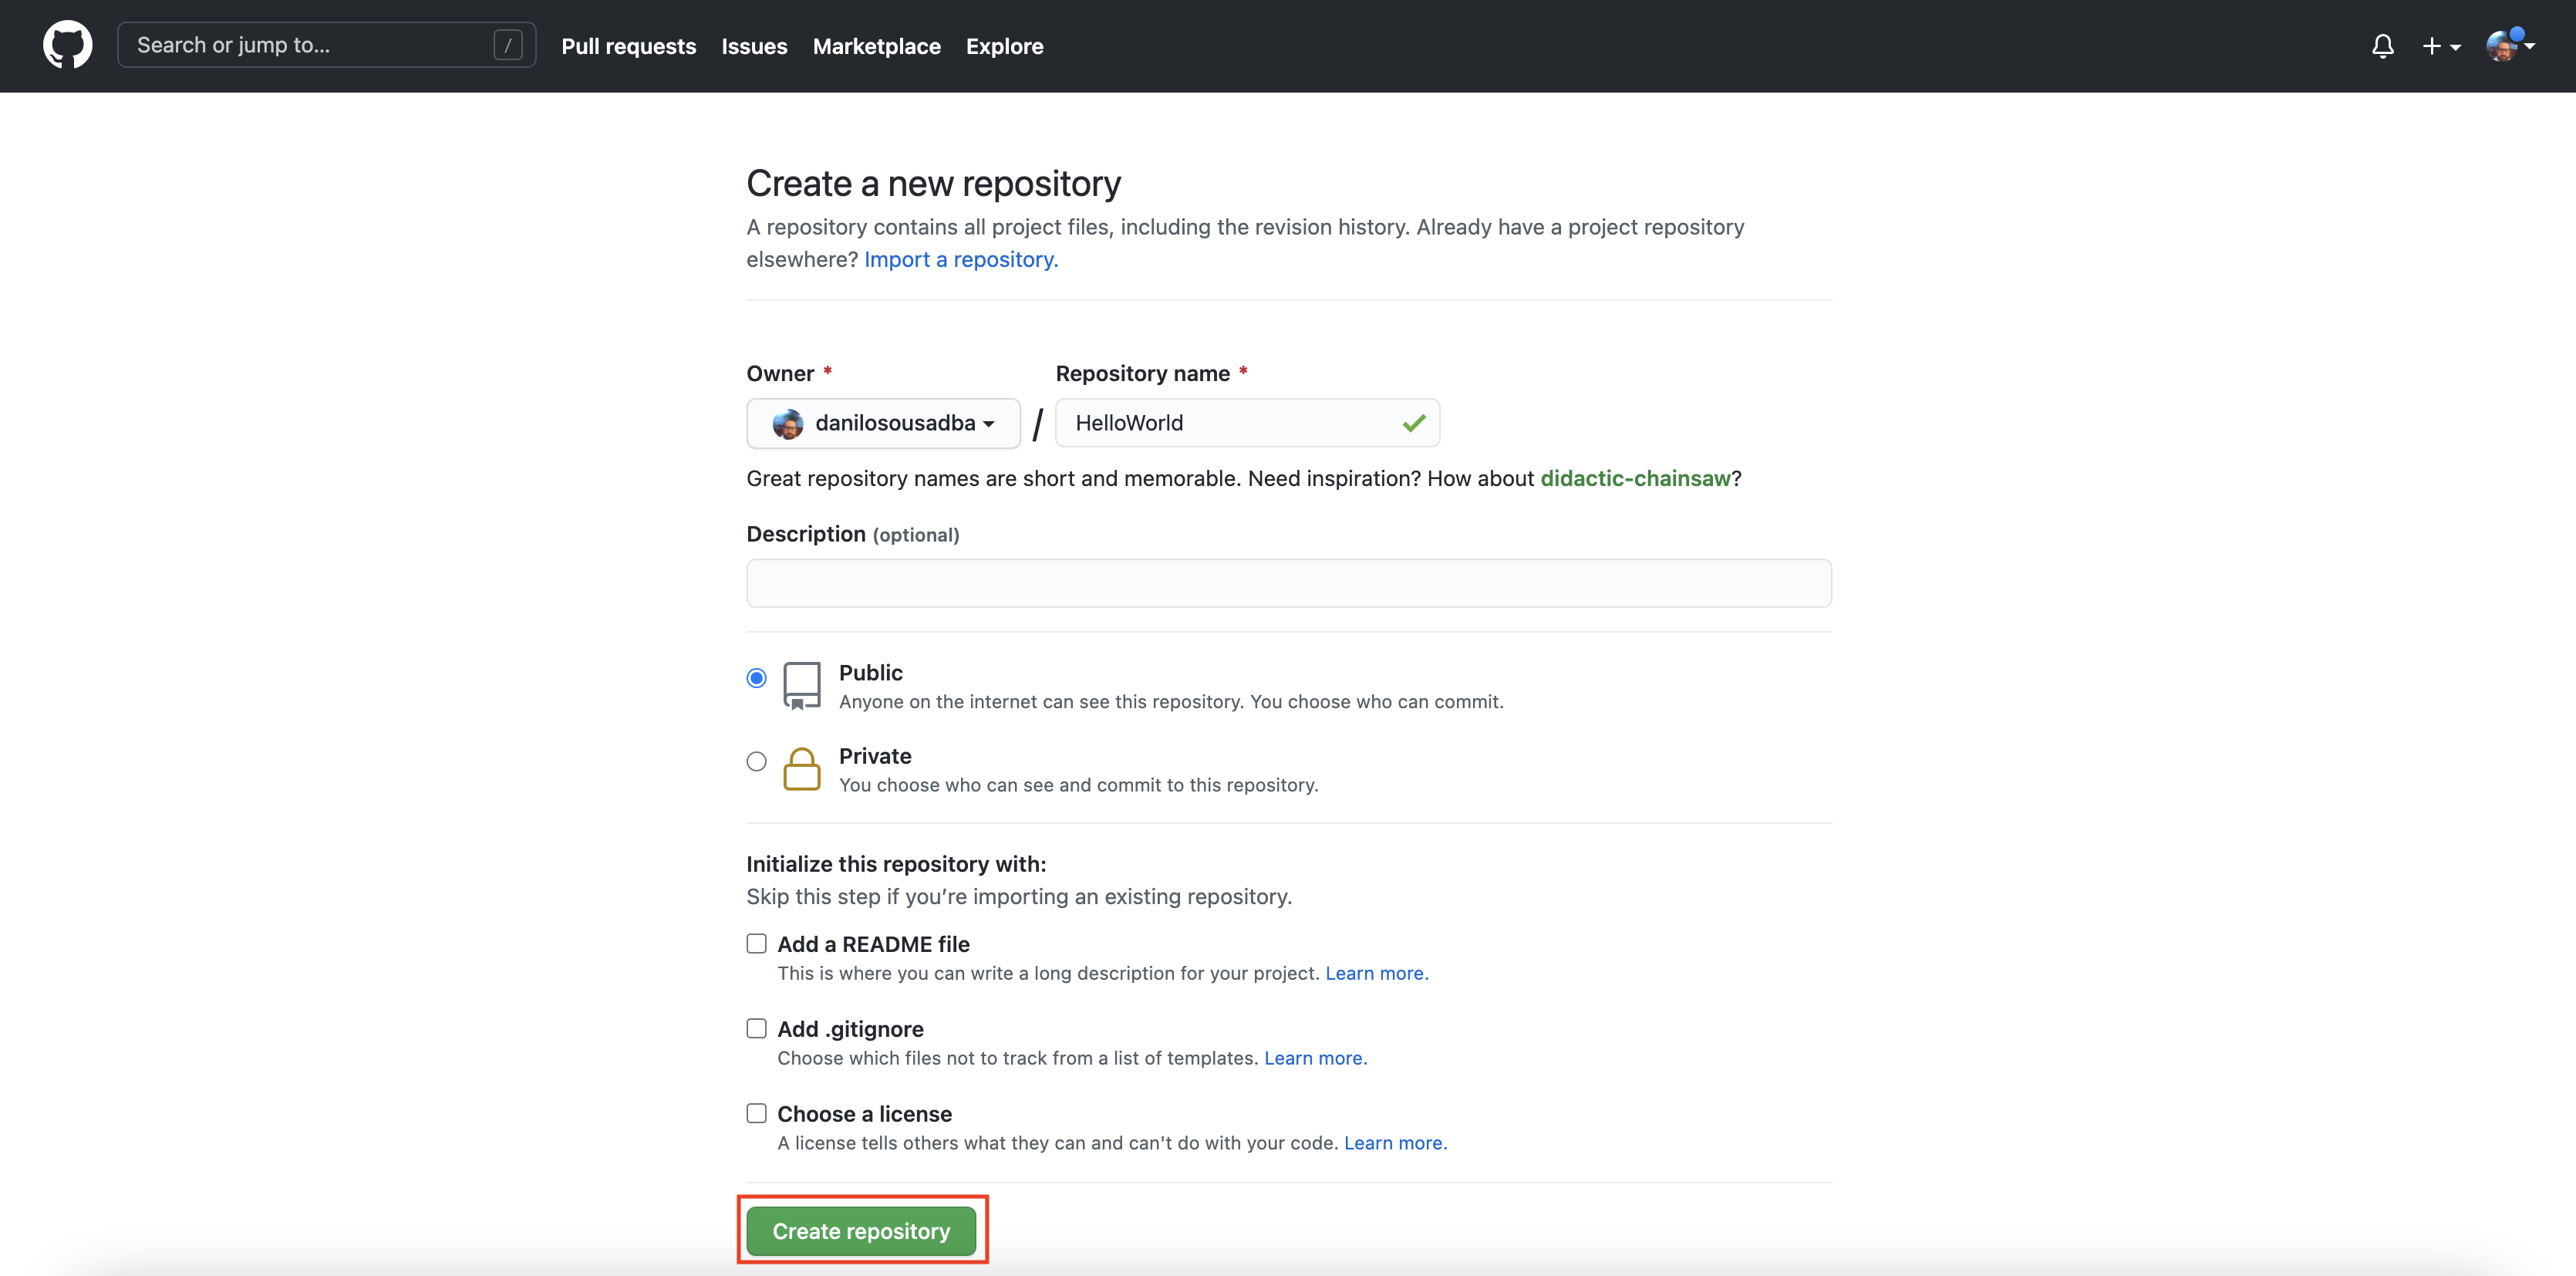 Search or jump to... /
Pull requests Issues Marketplace Explore
Create a new repository
A repository contains all project files, including the revision history. Already have a project repository
elsewhere? Import a repository.
Owner * Repository name *
danilosousadba / HelloWorld
Great repository names are short and memorable. Need inspiration? How about didactic-chainsaw?
Description (optional)
Public
Anyone on the internet can see this repository. You choose who can commit.
Private
You choose who can see and commit to this repository.
Initialize this repository with:
Skip this step if you’re importing an existing repository.
Add a README file
This is where you can write a long description for your project. Learn more.
Add .gitignore
Choose which files not to track from a list of templates. Learn more.
Choose a license
A license tells others what they can and can't do with your code. Learn more.
Create repository